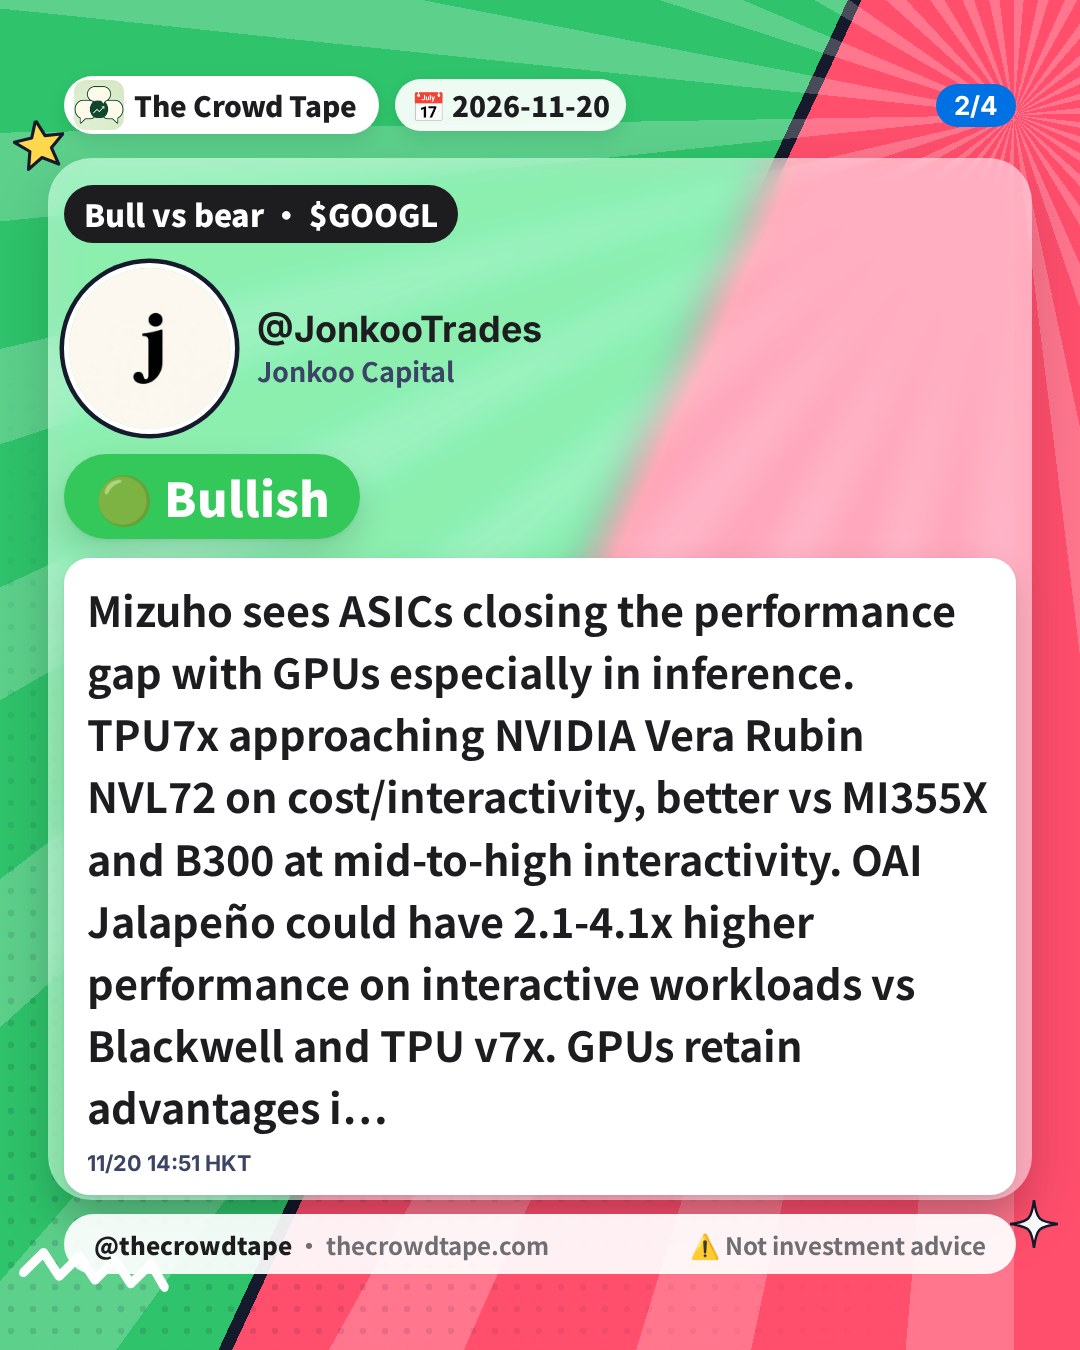 The Crowd Tape
📅 2026-11-20
2/4
Bull vs bear • $GOOGL
j
@JonkooTrades
Jonkoo Capital
🟢 Bullish
Mizuho sees ASICs closing the performance
gap with GPUs especially in inference.
TPU7x approaching NVIDIA Vera Rubin
NVL72 on cost/interactivity, better vs MI355X
and B300 at mid-to-high interactivity. OAI
Jalapeño could have 2.1-4.1x higher
performance on interactive workloads vs
Blackwell and TPU v7x. GPUs retain
advantages i…
11/20 14:51 HKT
@thecrowdtape • thecrowdtape.com
⚠️ Not investment advice